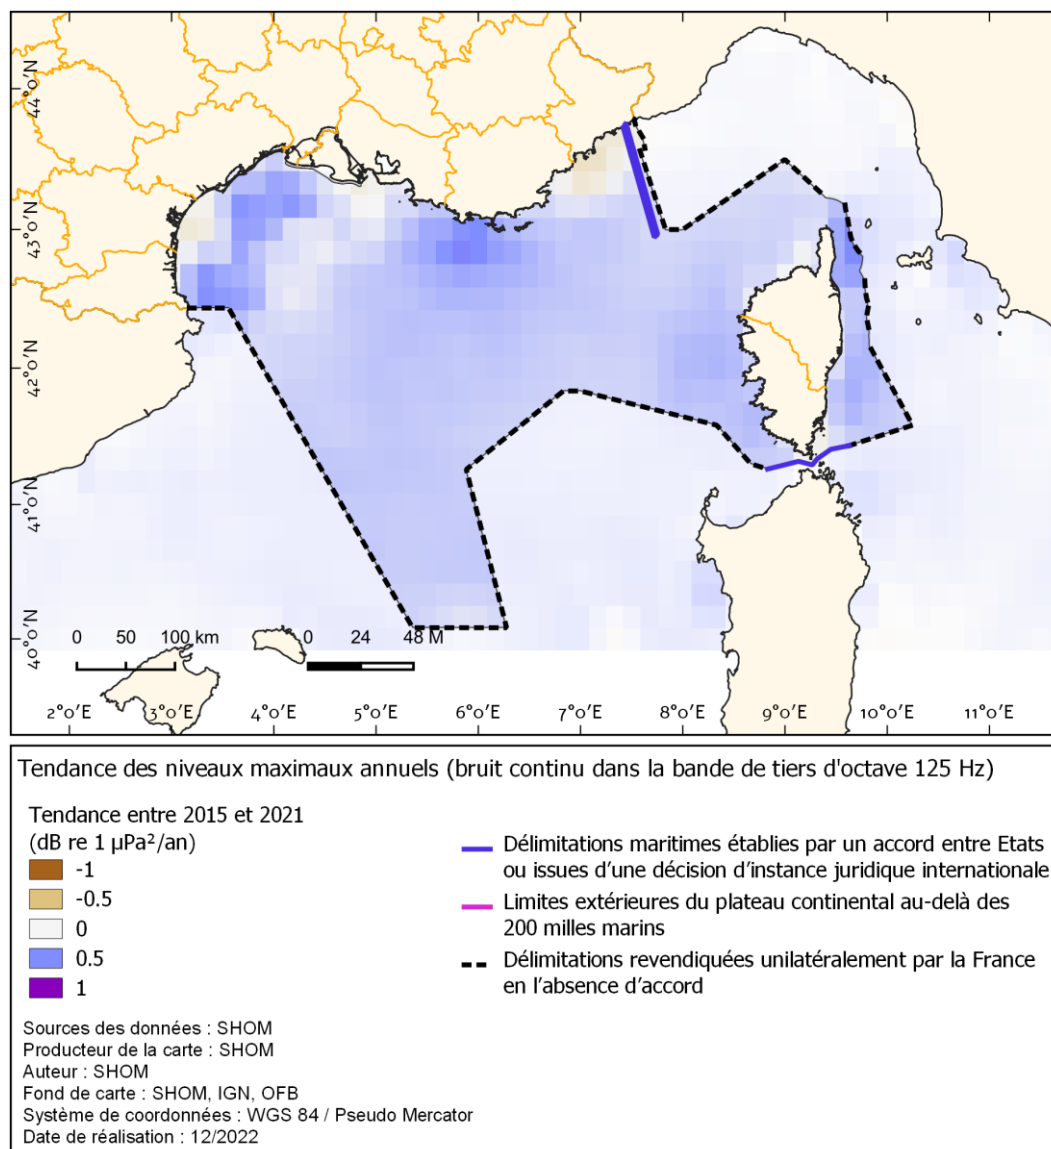 44°0'N
43°0'N
42°0'N
41°0'N
40°0'N
0 50 100 km
0 24 48 M
2°0'E 3°0'E 4°0'E 5°0'E 6°0'E 7°0'E 8°0'E 9°0'E 10°0'E 11°0'E
Tendance des niveaux maximaux annuels (bruit continu dans la bande de tiers d'octave 125 Hz)
Tendance entre 2015 et 2021
(dB re 1 µPa²/an)
-1
-0.5
0
0.5
1
Délimitations maritimes établies par un accord entre Etats
ou issues d'une décision d'instance juridique internationale
Limites extérieures du plateau continental au-delà des
200 milles marins
Délimitations revendiquées unilatéralement par la France
en l'absence d'accord
Sources des données : SHOM
Producteur de la carte : SHOM
Auteur : SHOM
Fond de carte : SHOM, IGN, OFB
Système de coordonnées : WGS 84 / Pseudo Mercator
Date de réalisation : 12/2022